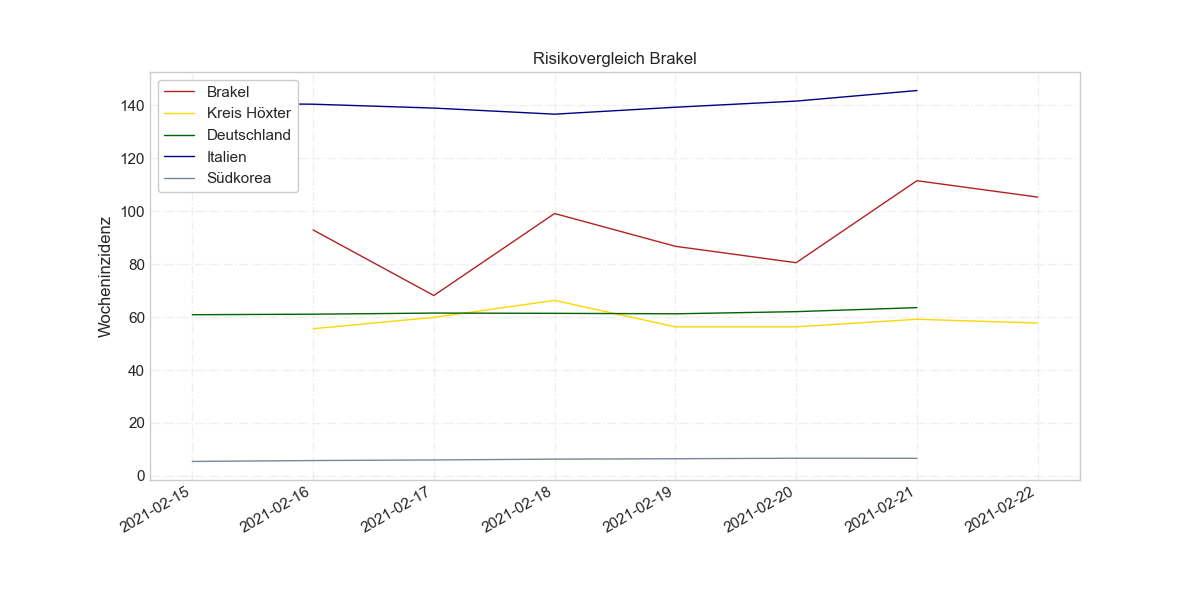 Risikovergleich Brakel
Brakel
Kreis Höxter
Deutschland
Italien
Südkorea
Wocheninzidenz
140
120
100
80
60
40
20
0
2021-02-15
2021-02-16
2021-02-17
2021-02-18
2021-02-19
2021-02-20
2021-02-21
2021-02-22